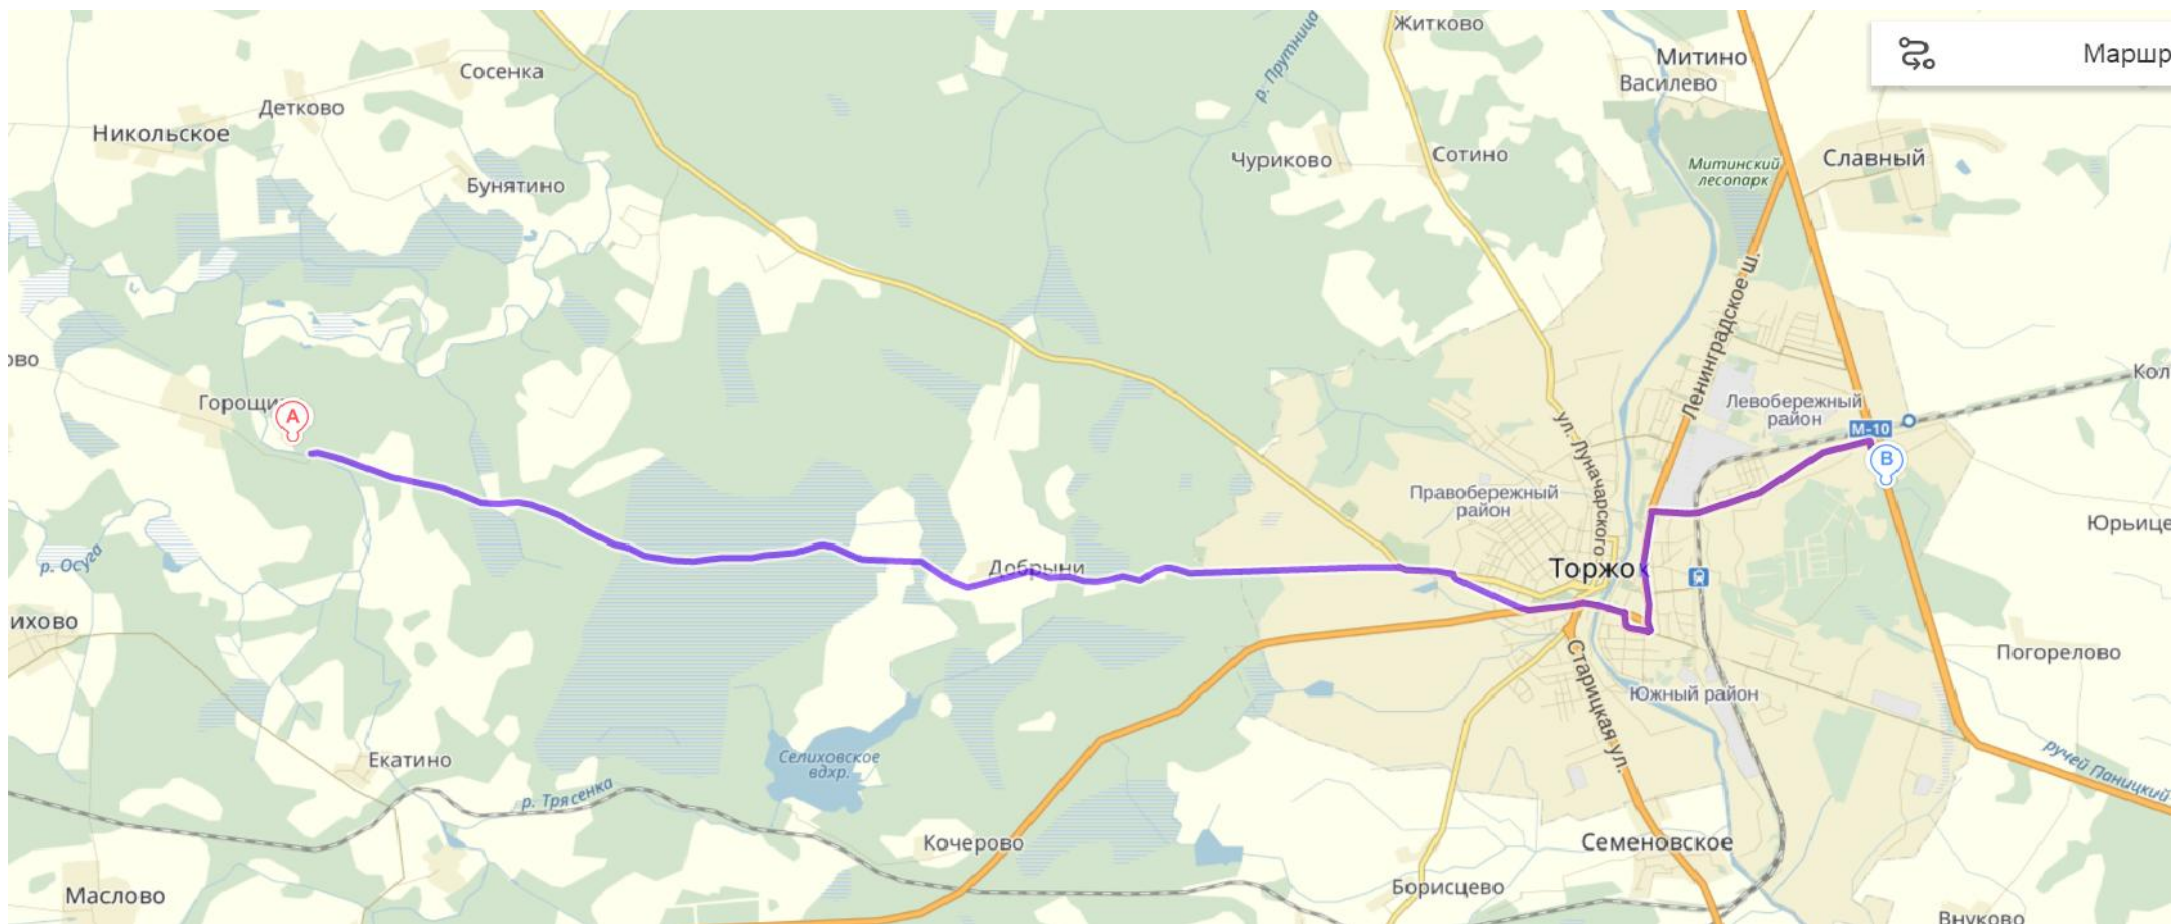 Житково
Митино
Маршр
Сосенка
р. Прутница
Василево
Детково
Никольское
Чуриково
Сотино
Митинский
лесопарк
Славный
Бунятино
Ленинградское ш.
ово
Кол
Горощи
А
Левобережный
район
М-10
ул. Луначарского
В
Правобережный
район
Юрьице
р. Осуга
Добрыни
Торжо
ихово
Погорелово
Старицкая ул.
Южный район
Селиховское
вдхр.
Екатино
р. Трясенка
ручей Паницкий
Кочерово
Семеновское
Маслово
Борисцево
Внуково